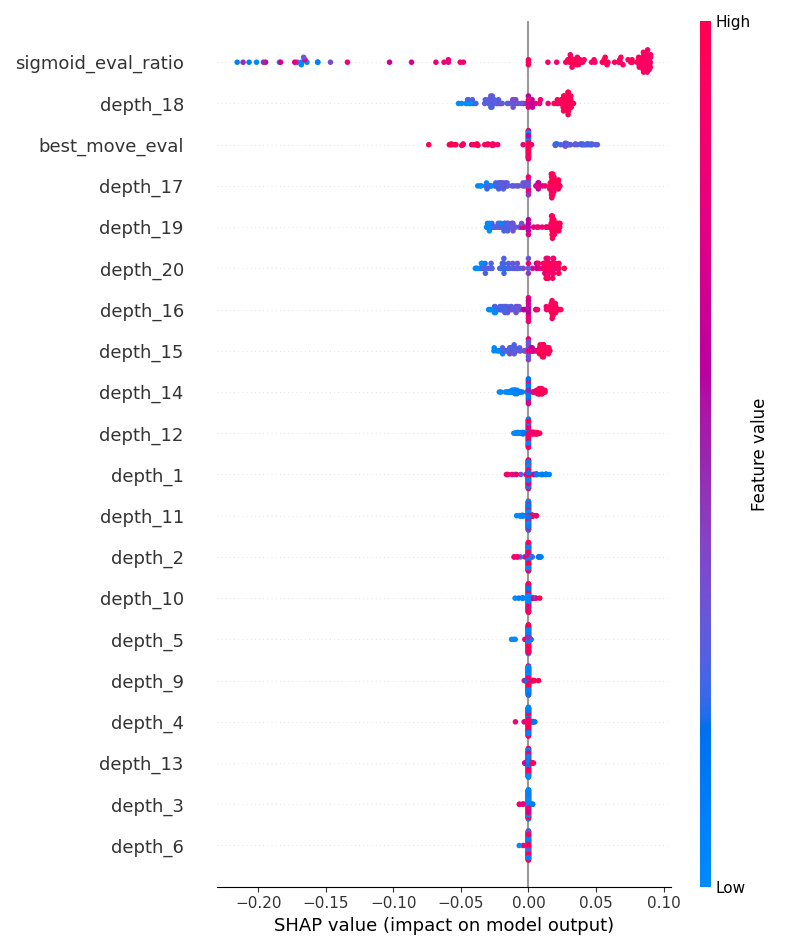 High
sigmoid_eval_ratio
depth_18
best_move_eval
depth_17
depth_19
depth_20
depth_16
depth_15
depth_14
depth_12
depth_1
depth_11
depth_2
depth_10
depth_5
depth_9
depth_4
depth_13
depth_3
depth_6
Feature value
Low
−0.20 −0.15 −0.10 −0.05 0.00 0.05 0.10
SHAP value (impact on model output)